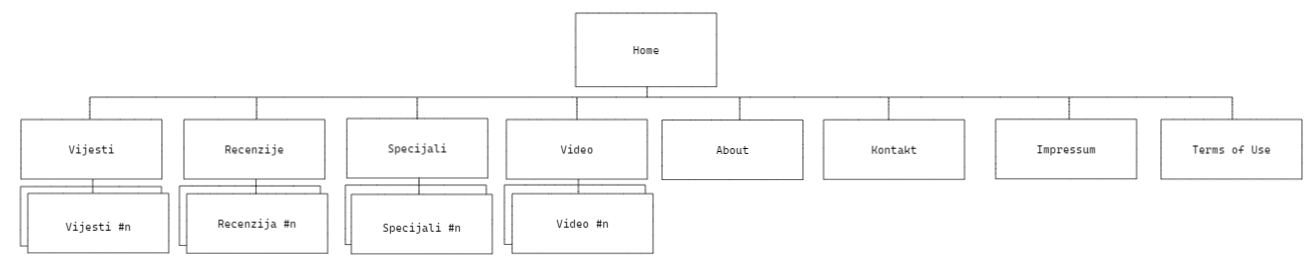 Home
Vijesti
Recenzije
Specijali
Video
About
Kontakt
Impressum
Terms of Use
Vijesti #n
Recenzija #n
Specijali #n
Video #n